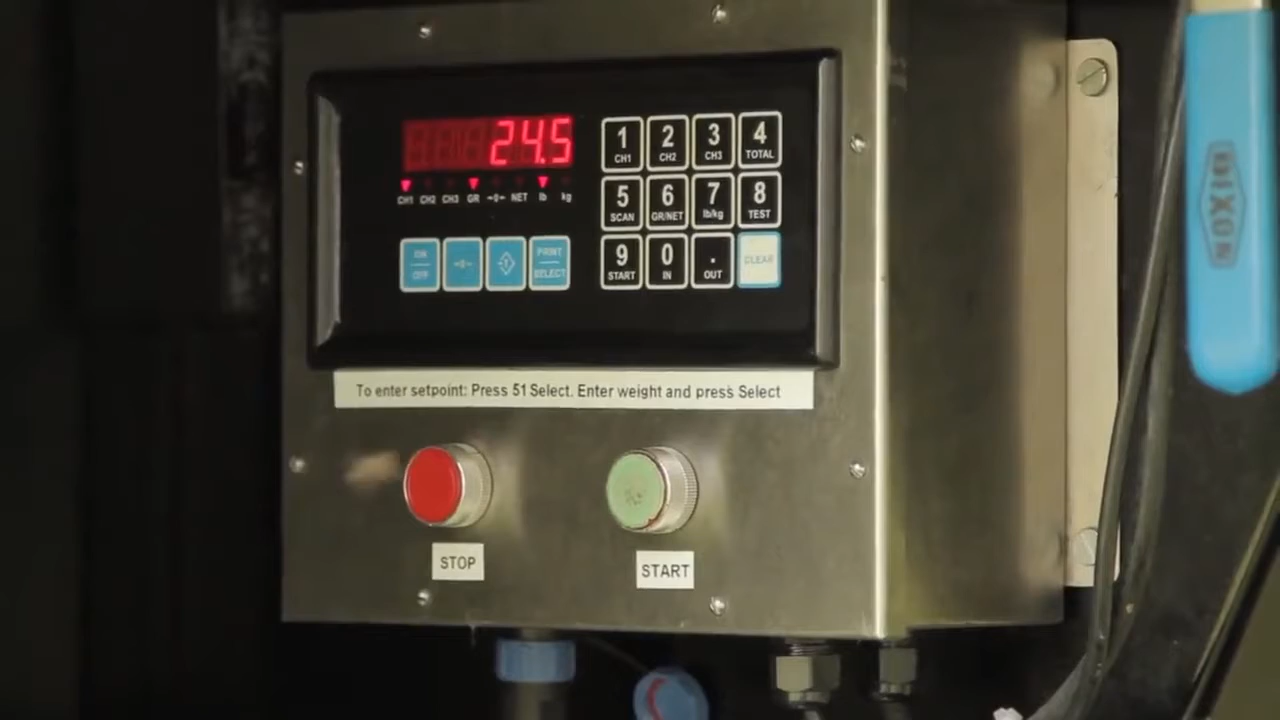 24.5
CH1 CH2 CH3 GR →0← NET lb kg
ON
OFF
→0←
T
PRINT
SELECT
1
CH1
2
CH2
3
CH3
4
TOTAL
5
SCAN
6
GR/NET
7
lb/kg
8
TEST
9
START
0
IN
.
OUT
CLEAR
To enter setpoint: Press 51 Select. Enter weight and press Select
STOP
START
DIXON